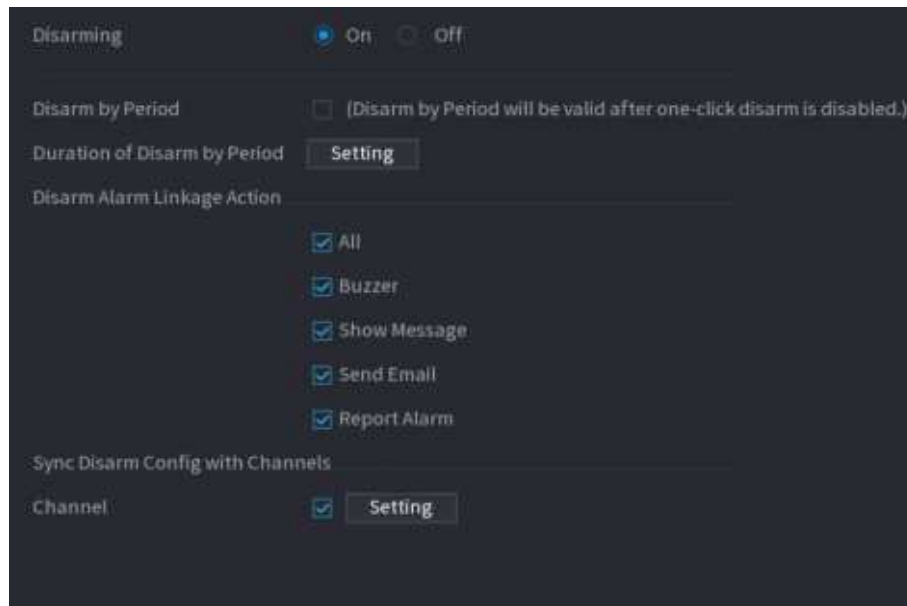 Disarming On Off
Disarm by Period (Disarm by Period will be valid after one-click disarm is disabled.)
Duration of Disarm by Period Setting
Disarm Alarm Linkage Action
All
Buzzer
Show Message
Send Email
Report Alarm
Sync Disarm Config with Channels
Channel Setting